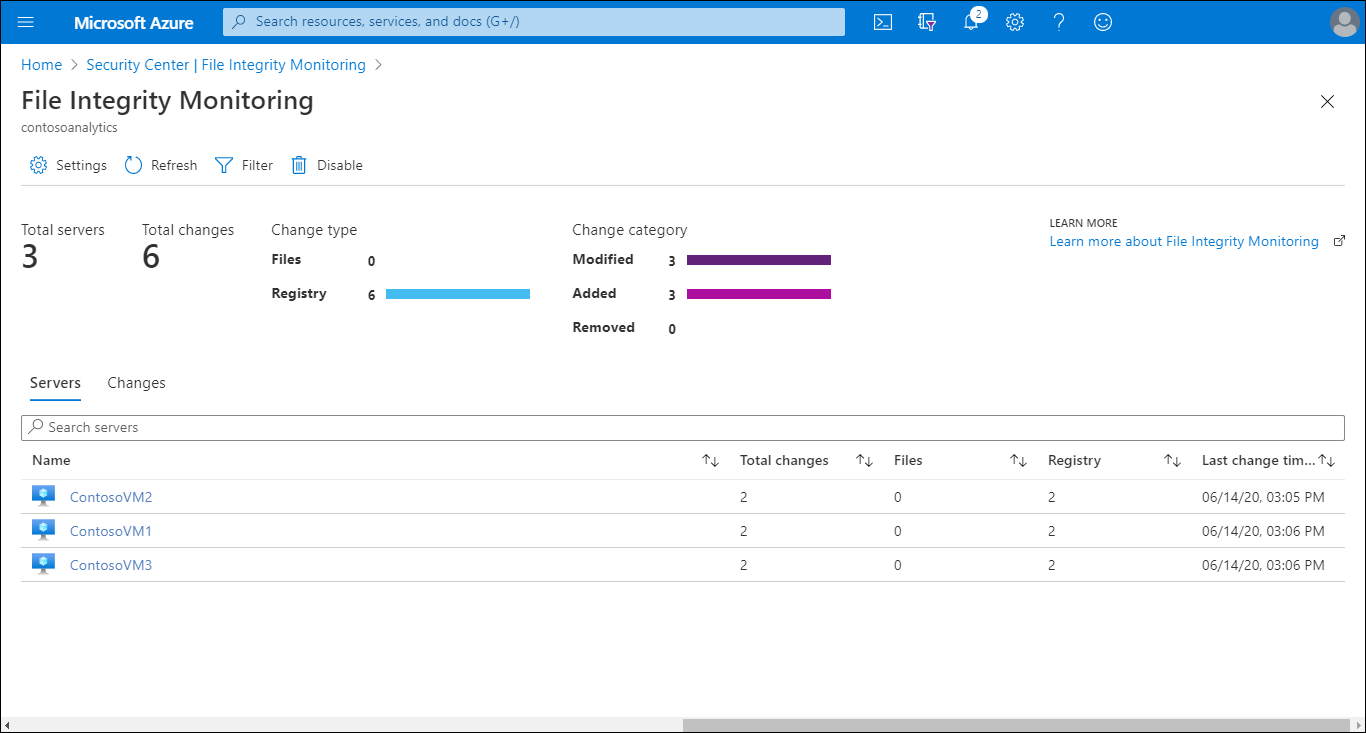 Microsoft Azure Search resources, services, and docs (G+/) 2
Home > Security Center | File Integrity Monitoring >
File Integrity Monitoring
contosoanalytics
Settings Refresh Filter Disable
Total servers Total changes Change type Change category LEARN MORE
3 6 Files 0 Modified 3 Learn more about File Integrity Monitoring
Registry 6 Added 3
Removed 0
Servers Changes
Search servers
Name Total changes Files Registry Last change tim...
ContosoVM2 2 0 2 06/14/20, 03:05 PM
ContosoVM1 2 0 2 06/14/20, 03:06 PM
ContosoVM3 2 0 2 06/14/20, 03:06 PM